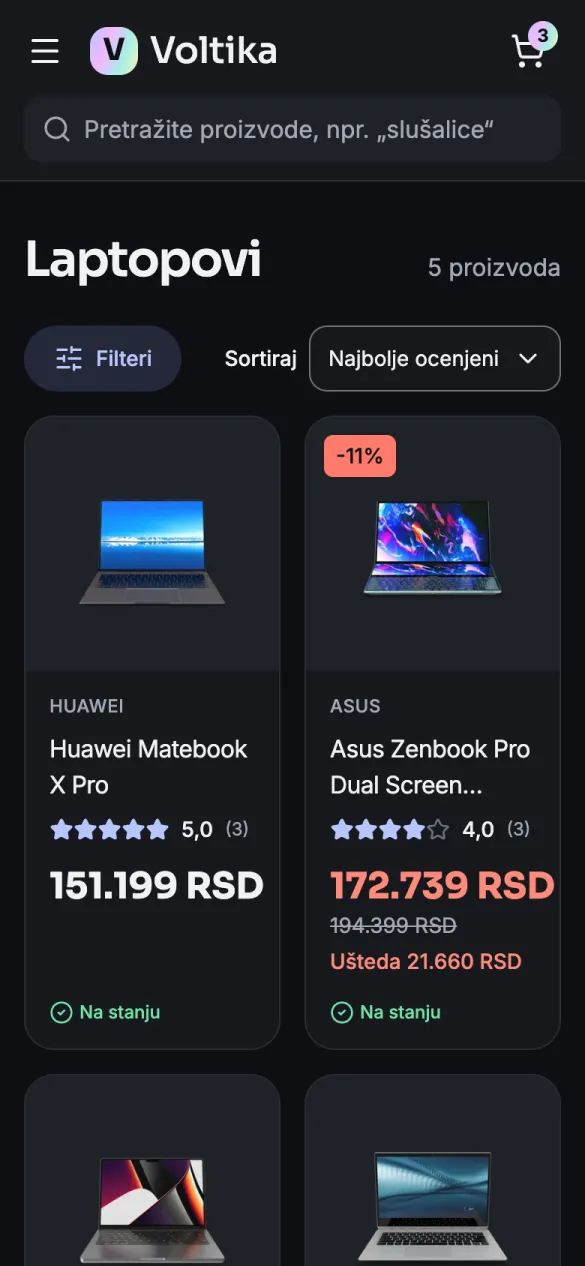 V Voltika
3
Pretražite proizvode, npr. „slušalice“
Laptopovi
5 proizvoda
Filteri
Sortiraj
Najbolje ocenjeni
HUAWEI
Huawei Matebook
X Pro
5,0 (3)
151.199 RSD
Na stanju
-11%
ASUS
Asus Zenbook Pro
Dual Screen...
4,0 (3)
172.739 RSD
194.399 RSD
Ušteda 21.660 RSD
Na stanju